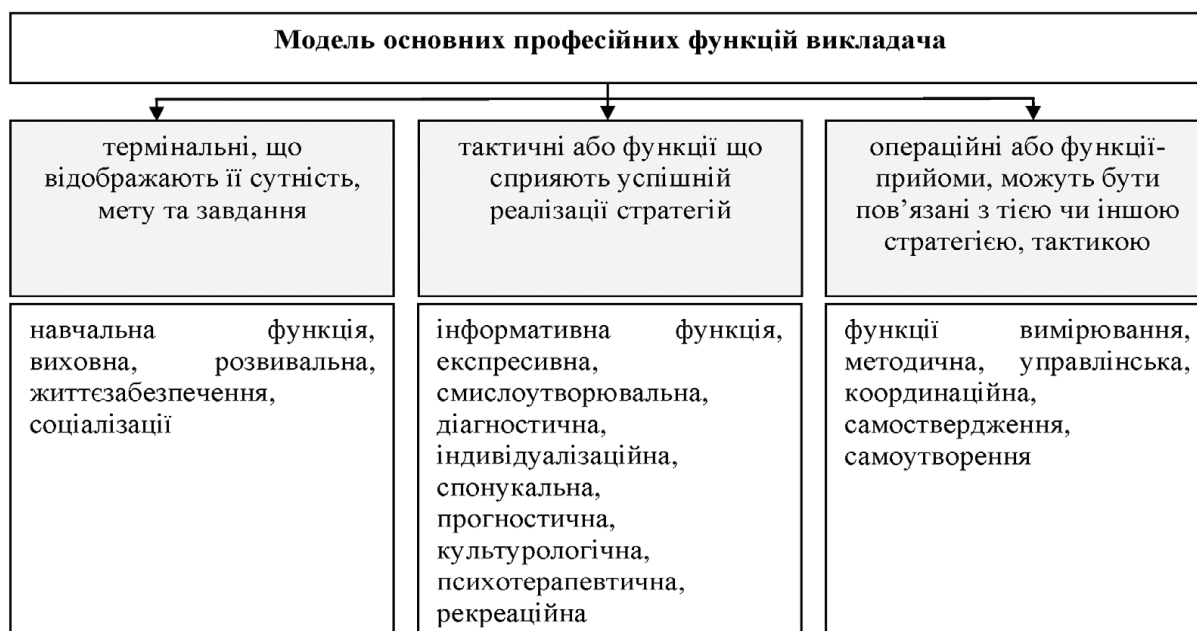 Модель основних професійних функцій викладача
термінальні, що
відображають її сутність,
мету та завдання
тактичні або функції що
сприяють успішній
реалізації стратегій
операційні або функції-
прийоми, можуть бути
пов’язані з тією чи іншою
стратегією, тактикою
навчальна функція,
виховна, розвивальна,
життєзабезпечення,
соціалізації
інформативна функція,
експресивна,
смислоутворювальна,
діагностична,
індивідуалізаційна,
спонукальна,
прогностична,
культурологічна,
психотерапевтична,
рекреаційна
функції вимірювання,
методична, управлінська,
координаційна,
самоствердження,
самоутворення